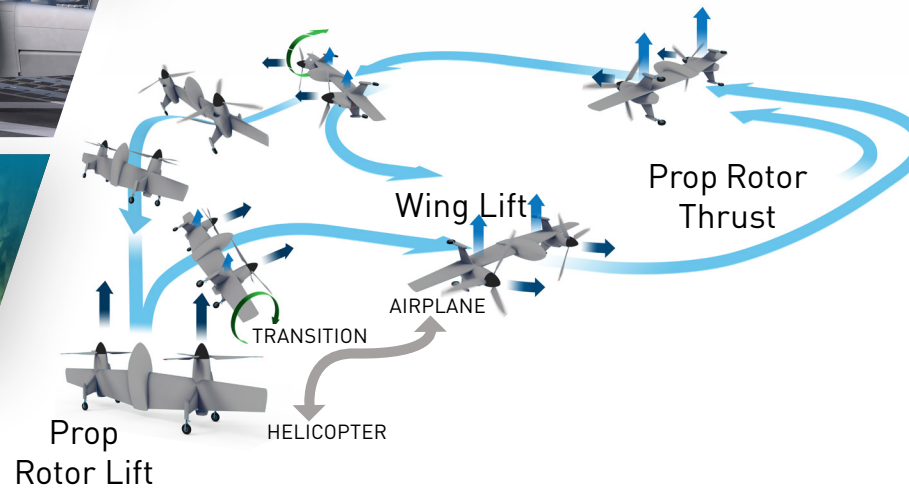 Prop Rotor
Thrust
Wing Lift
AIRPLANE
TRANSITION
HELICOPTER
Prop
Rotor Lift